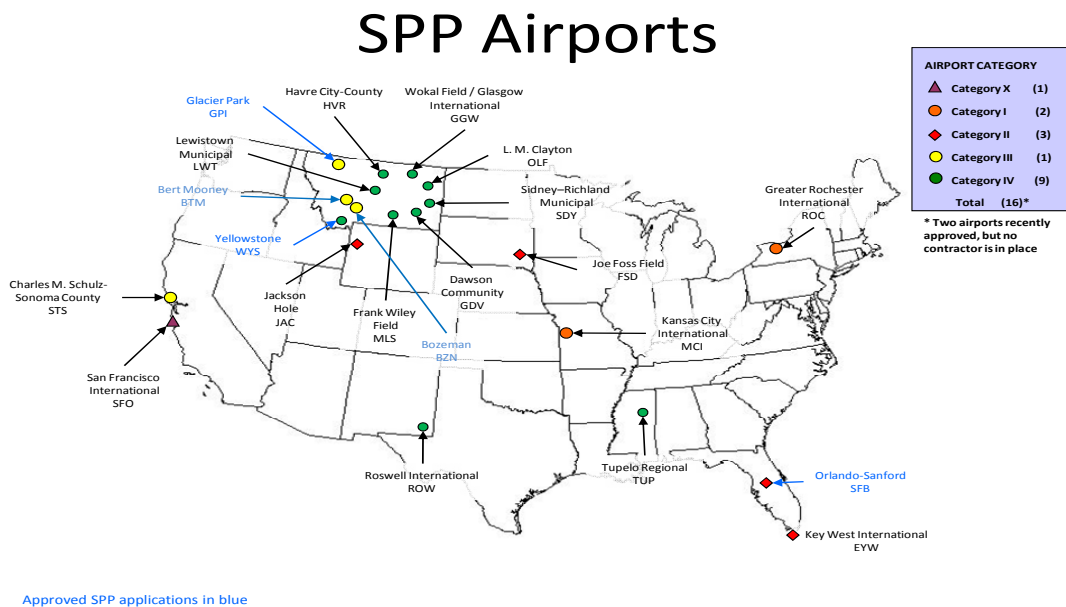 SPP Airports
AIRPORT CATEGORY
Category X (1)
Category I (2)
Category II (3)
Category III (1)
Category IV (9)
Total (16)*
* Two airports recently
approved, but no
contractor is in place
Glacier Park
GPI
Havre City-County
HVR
Wokal Field / Glasgow
International
GGW
Lewistown
Municipal
LWT
L. M. Clayton
OLF
Bert Mooney
BTM
Sidney–Richland
Municipal
SDY
Greater Rochester
International
ROC
Yellowstone
WYS
Joe Foss Field
FSD
Charles M. Schulz-
Sonoma County
STS
Jackson
Hole
JAC
Frank Wiley
Field
MLS
Dawson
Community
GDV
Kansas City
International
MCI
Bozeman
BZN
San Francisco
International
SFO
Roswell International
ROW
Tupelo Regional
TUP
Orlando-Sanford
SFB
Key West International
EYW
Approved SPP applications in blue